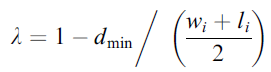 λ = 1 − d_min / ( (w_i + l_i) / 2 )